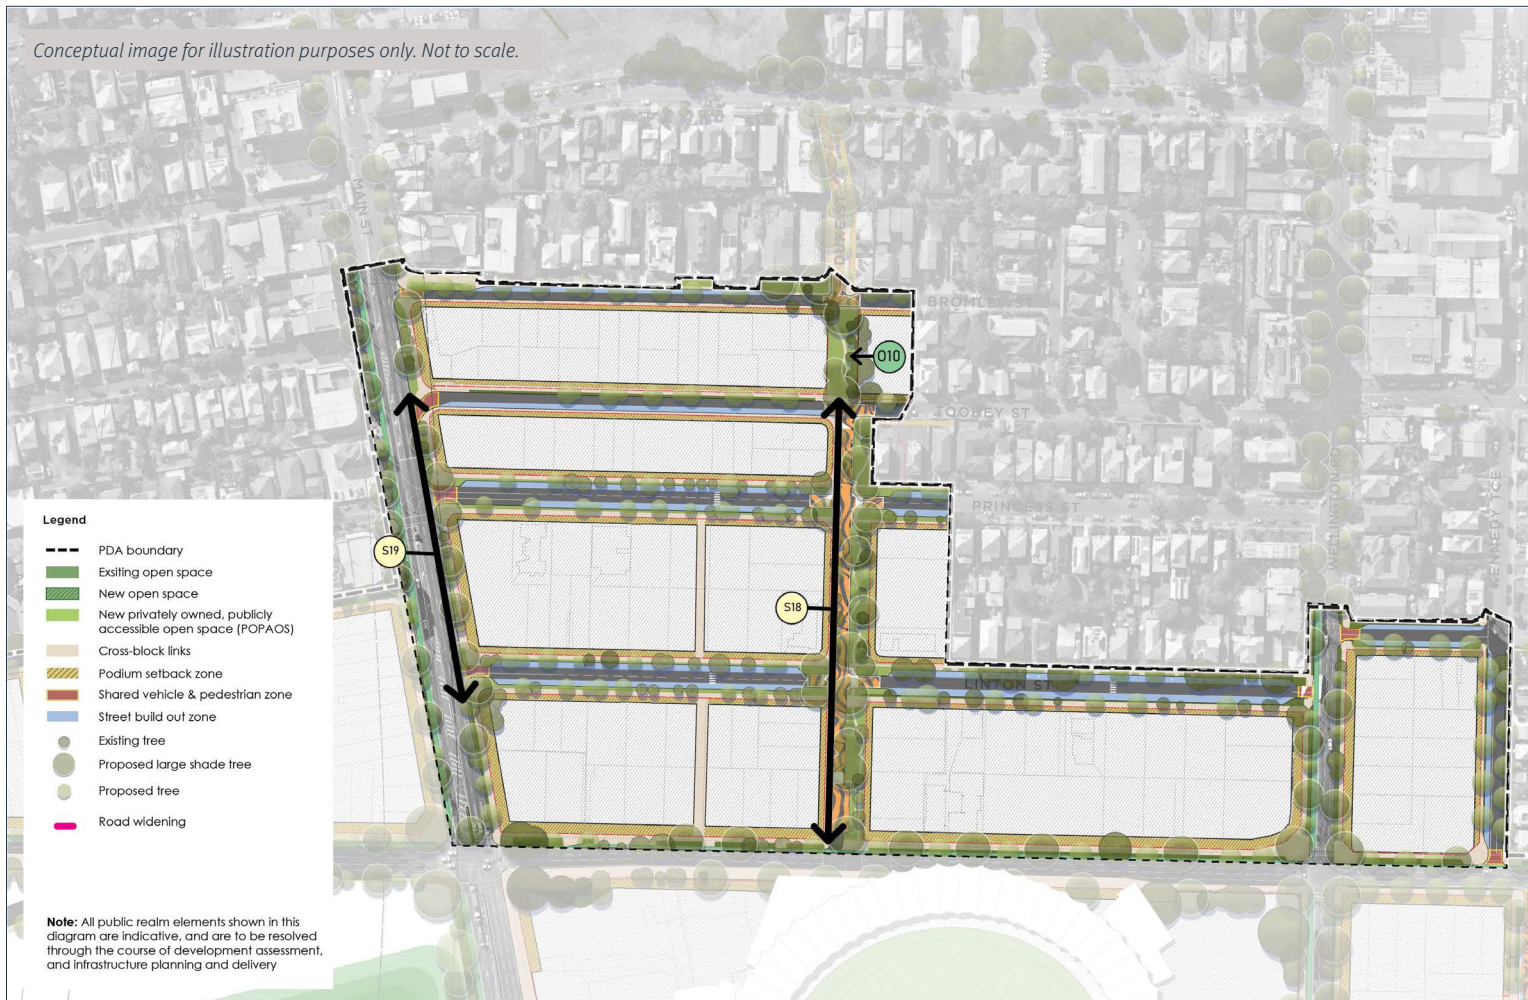 Conceptual image for illustration purposes only. Not to scale.
MAIN ST
BROMLEY
O10
TOOHEY ST
S19
PRINCESS ST
WELLINGTON RD
KENNEDY TCE
S18
LINTON ST
Legend
PDA boundary
Exsiting open space
New open space
New privately owned, publicly
accessible open space (POPAOS)
Cross-block links
Podium setback zone
Shared vehicle & pedestrian zone
Street build out zone
Existing tree
Proposed large shade tree
Proposed tree
Road widening
Note: All public realm elements shown in this
diagram are indicative, and are to be resolved
through the course of development assessment,
and infrastructure planning and delivery